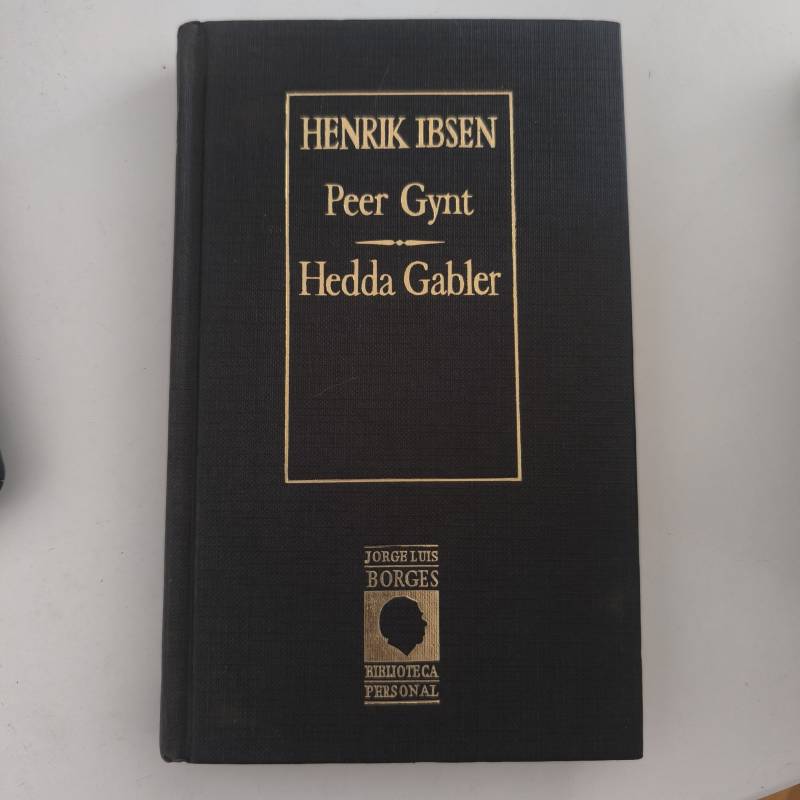 HENRIK IBSEN
Peer Gynt
Hedda Gabler
JORGE LUIS
BORGES
BIBLIOTECA
PERSONAL